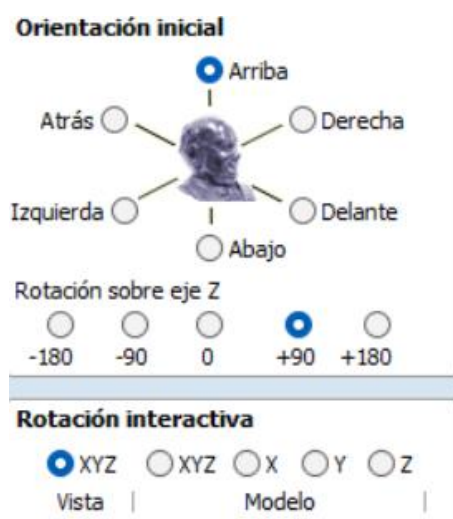 Orientación inicial
Arriba
Atrás Derecha
Izquierda Delante
Abajo
Rotación sobre eje Z
-180 -90 0 +90 +180
Rotación interactiva
XYZ XYZ X Y Z
Vista | Modelo |